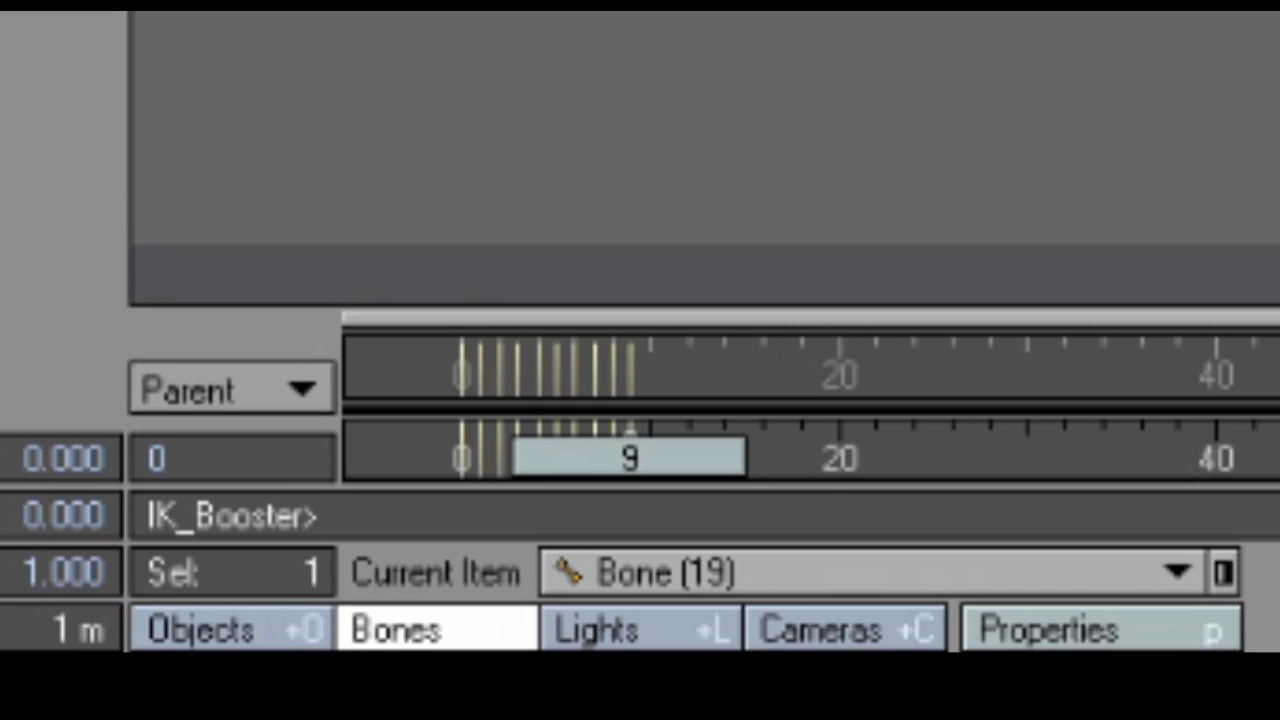 0 20 40
Parent
0.000 0 0 9 20 40
0.000 IK_Booster>
1.000 Sel: 1 Current Item Bone (19)
1 m Objects +O Bones Lights +L Cameras +C Properties p